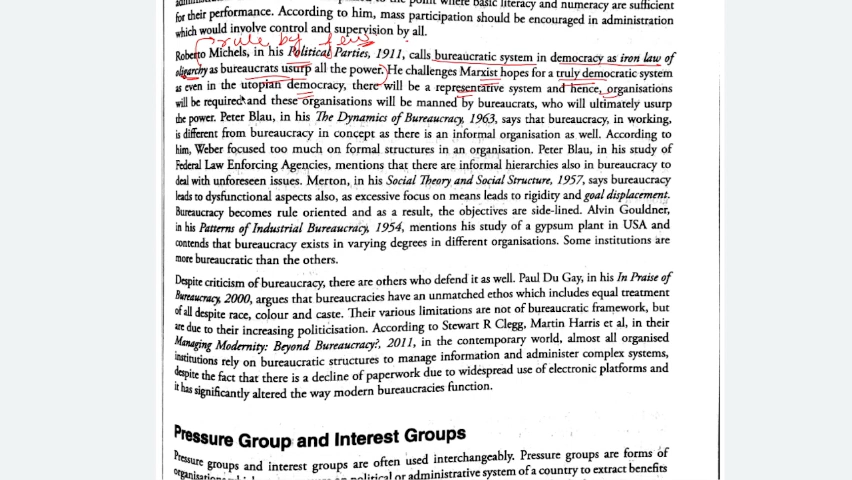 point where basic literacy and numeracy are sufficient
for their performance. According to him, mass participation should be encouraged in administration
which would involve control and supervision by all.
rule by few
Roberto Michels, in his Political Parties, 1911, calls bureaucratic system in democracy as iron law of
oligarchy as bureaucrats usurp all the power. He challenges Marxist hopes for a truly democratic system
as even in the utopian democracy, there will be a representative system and hence, organisations
will be required and these organisations will be manned by bureaucrats, who will ultimately usurp
the power. Peter Blau, in his The Dynamics of Bureaucracy, 1963, says that bureaucracy, in working,
is different from bureaucracy in concept as there is an informal organisation as well. According to
him, Weber focused too much on formal structures in an organisation. Peter Blau, in his study of
Federal Law Enforcing Agencies, mentions that there are informal hierarchies also in bureaucracy to
deal with unforeseen issues. Merton, in his Social Theory and Social Structure, 1957, says bureaucracy
leads to dysfunctional aspects also, as excessive focus on means leads to rigidity and goal displacement.
Bureaucracy becomes rule oriented and as a result, the objectives are side-lined. Alvin Gouldner,
in his Patterns of Industrial Bureaucracy, 1954, mentions his study of a gypsum plant in USA and
contends that bureaucracy exists in varying degrees in different organisations. Some institutions are
more bureaucratic than the others.
Despite criticism of bureaucracy, there are others who defend it as well. Paul Du Gay, in his In Praise of
Bureaucracy, 2000, argues that bureaucracies have an unmatched ethos which includes equal treatment
of all despite race, colour and caste. Their various limitations are not of bureaucratic framework, but
are due to their increasing politicisation. According to Stewart R Clegg, Martin Harris et al, in their
Managing Modernity: Beyond Bureaucracy?, 2011, in the contemporary world, almost all organised
institutions rely on bureaucratic structures to manage information and administer complex systems,
despite the fact that there is a decline of paperwork due to widespread use of electronic platforms and
it has significantly altered the way modern bureaucracies function.
Pressure Group and Interest Groups
Pressure groups and interest groups are often used interchangeably. Pressure groups are forms of
political or administrative system of a country to extract benefits